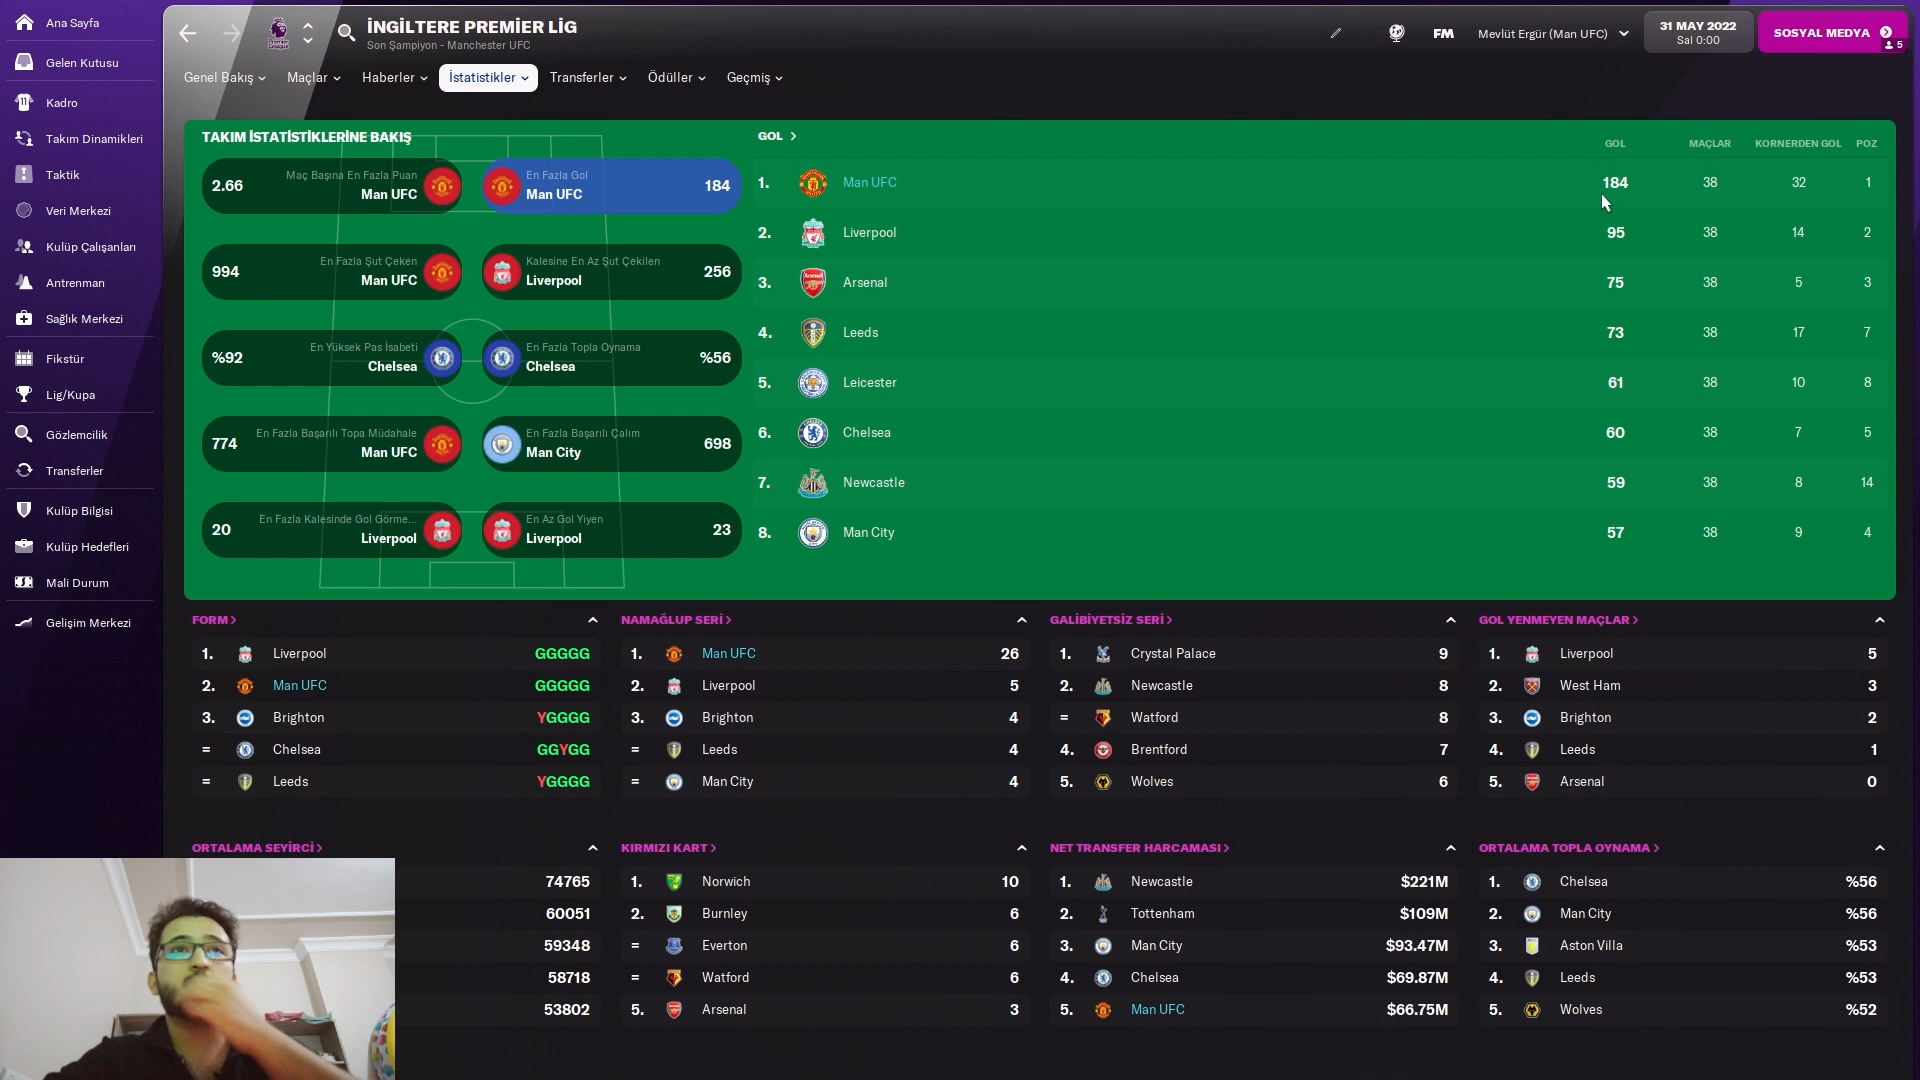 Ana Sayfa
Gelen Kutusu
Kadro
Takım Dinamikleri
Taktik
Veri Merkezi
Kulüp Çalışanları
Antrenman
Sağlık Merkezi
Fikstür
Lig/Kupa
Gözlemcilik
Transferler
Kulüp Bilgisi
Kulüp Hedefleri
Mali Durum
Gelişim Merkezi
İNGİLTERE PREMİER LİG
Son Şampiyon - Manchester UFC
FM
Mevlüt Ergür (Man UFC)
31 MAY 2022
Sal 0:00
SOSYAL MEDYA
5
Genel Bakış Maçlar Haberler İstatistikler Transferler Ödüller Geçmiş
TAKIM İSTATİSTİKLERİNE BAKIŞ
2.66 Maç Başına En Fazla Puan Man UFC
En Fazla Gol Man UFC 184
994 En Fazla Şut Çeken Man UFC
Kalesine En Az Şut Çekilen Liverpool 256
%92 En Yüksek Pas İsabeti Chelsea
En Fazla Topla Oynama Chelsea %56
774 En Fazla Başarılı Topa Müdahale Man UFC
En Fazla Başarılı Çalım Man City 698
20 En Fazla Kalesinde Gol Görme... Liverpool
En Az Gol Yiyen Liverpool 23
GOL > GOL MAÇLAR KORNERDEN GOL POZ
1. Man UFC 184 38 32 1
2. Liverpool 95 38 14 2
3. Arsenal 75 38 5 3
4. Leeds 73 38 17 7
5. Leicester 61 38 10 8
6. Chelsea 60 38 7 5
7. Newcastle 59 38 8 14
8. Man City 57 38 9 4
FORM >
1. Liverpool GGGGG
2. Man UFC GGGGG
3. Brighton YGGGG
= Chelsea GGYGG
= Leeds YGGGG
NAMAĞLUP SERİ >
1. Man UFC 26
2. Liverpool 5
3. Brighton 4
= Leeds 4
= Man City 4
GALİBİYETSİZ SERİ >
1. Crystal Palace 9
2. Newcastle 8
= Watford 8
4. Brentford 7
5. Wolves 6
GOL YENMEYEN MAÇLAR >
1. Liverpool 5
2. West Ham 3
3. Brighton 2
4. Leeds 1
5. Arsenal 0
ORTALAMA SEYİRCİ >
74765
60051
59348
58718
53802
KIRMIZI KART >
1. Norwich 10
2. Burnley 6
= Everton 6
= Watford 6
5. Arsenal 3
NET TRANSFER HARCAMASI >
1. Newcastle $221M
2. Tottenham $109M
3. Man City $93.47M
4. Chelsea $69.87M
5. Man UFC $66.75M
ORTALAMA TOPLA OYNAMA >
1. Chelsea %56
2. Man City %56
3. Aston Villa %53
4. Leeds %53
5. Wolves %52